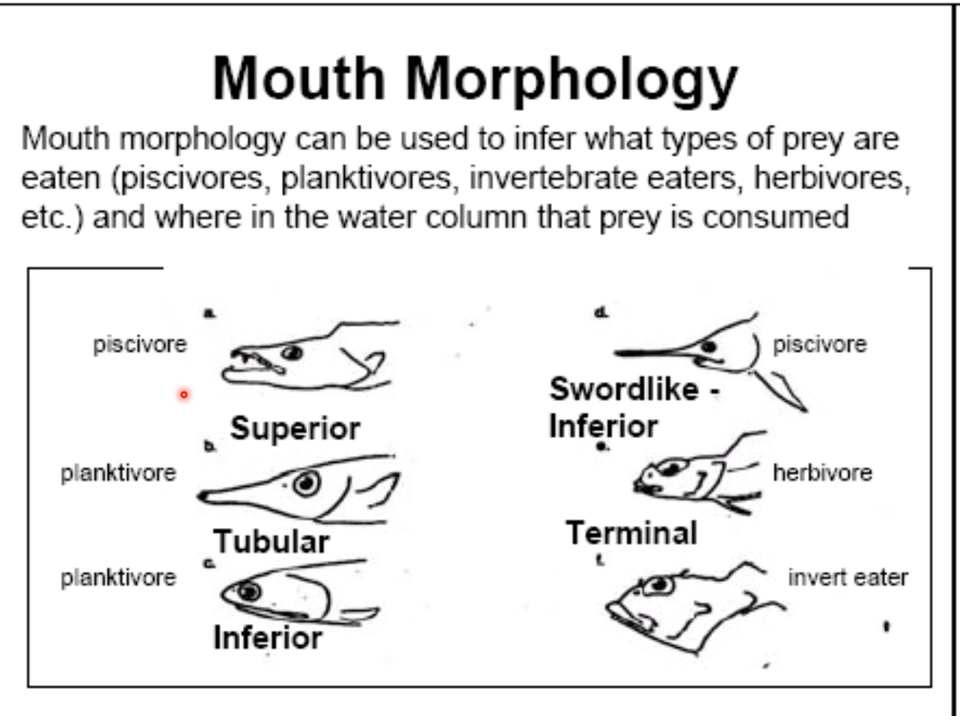 Mouth Morphology
Mouth morphology can be used to infer what types of prey are
eaten (piscivores, planktivores, invertebrate eaters, herbivores,
etc.) and where in the water column that prey is consumed
a.
piscivore
Superior
b.
planktivore
Tubular
c.
planktivore
Inferior
d.
piscivore
Swordlike -
Inferior
e.
herbivore
Terminal
f.
invert eater